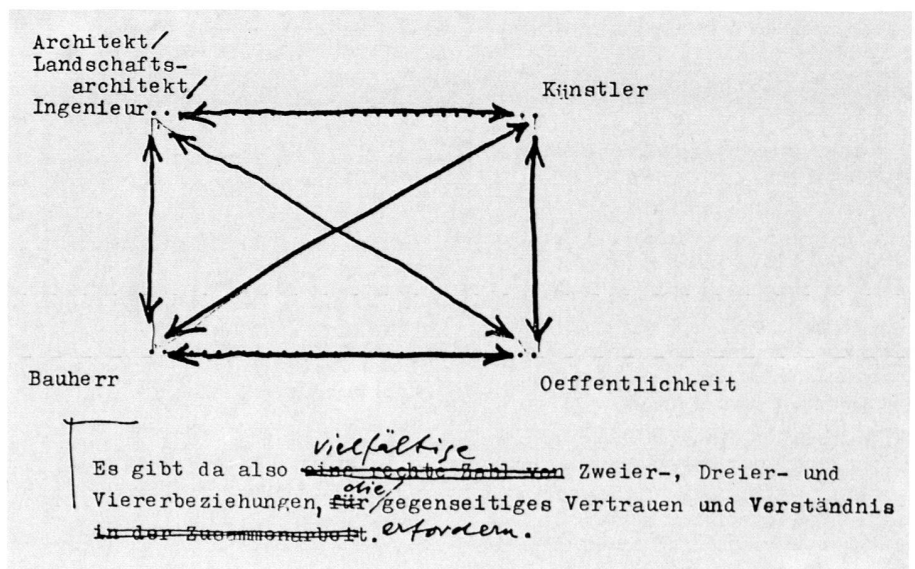 Architekt/
Landschafts-
architekt/
Ingenieur
Künstler
Bauherr
Oeffentlichkeit
vielfältige
Es gibt da also eine rechte Zahl von Zweier-, Dreier- und
die
Viererbeziehungen, für/gegenseitiges Vertrauen und Verständnis
in der Zusammenarbeit. erfordern.